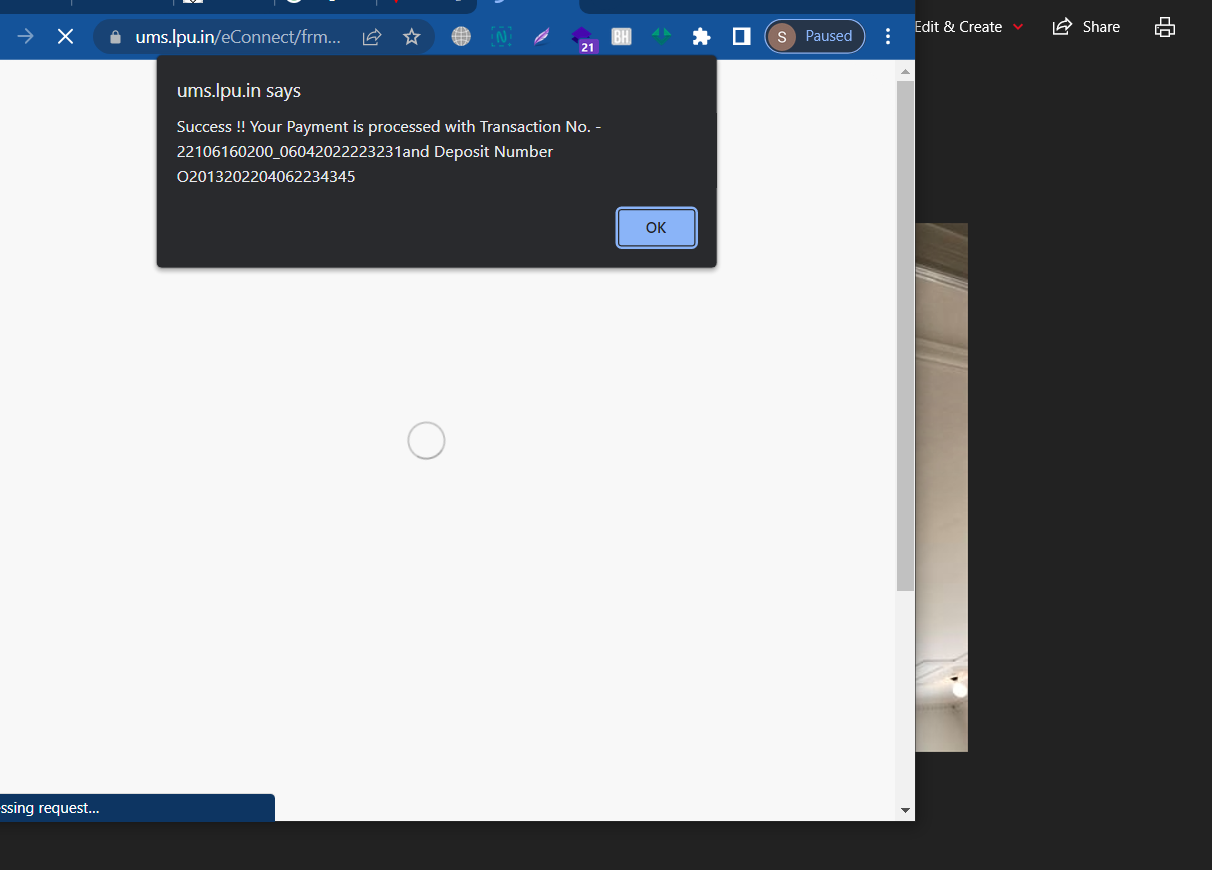 ums.lpu.in/eConnect/frm...
21
BH
S Paused
Edit & Create
Share
ums.lpu.in says
Success !! Your Payment is processed with Transaction No. -
22106160200_06042022223231and Deposit Number
O2013202204062234345
OK
ssing request...